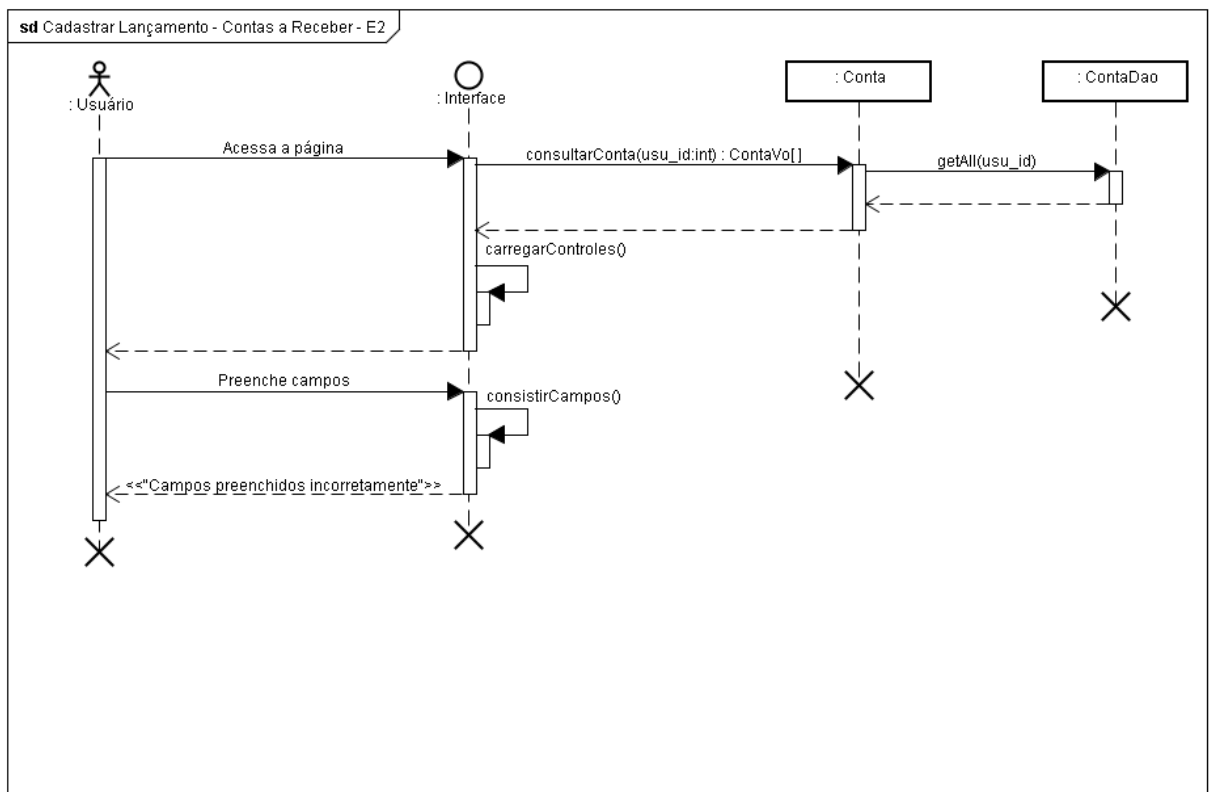 sd Cadastrar Lançamento - Contas a Receber - E2
: Usuário
: Interface
: Conta
: ContaDao
Acessa a página
consultarConta(usu_id:int) : ContaVo[]
getAll(usu_id)
carregarControles()
Preenche campos
consistirCampos()
<<"Campos preenchidos incorretamente">>